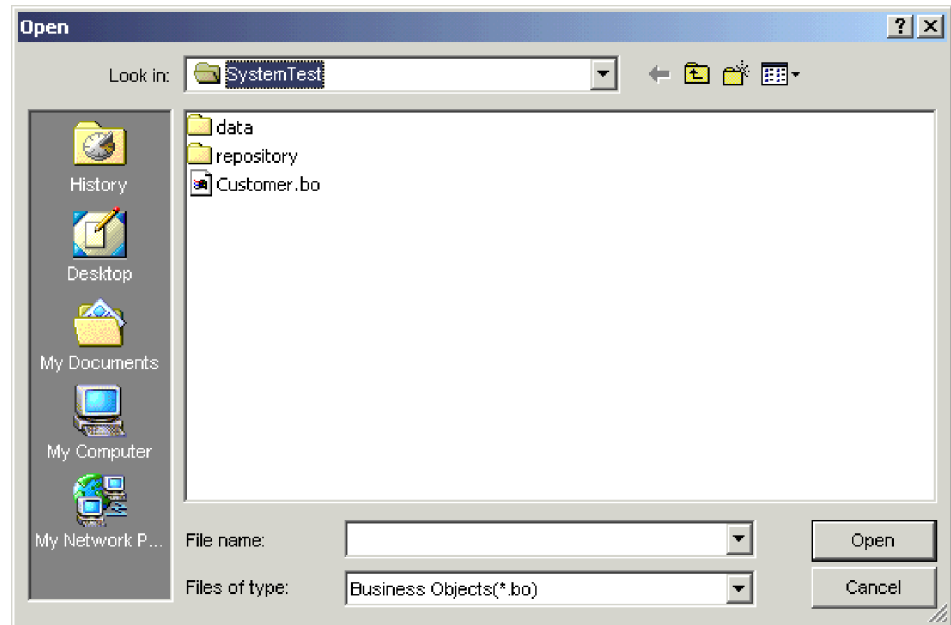 Open
Look in: SystemTest
History
Desktop
My Documents
My Computer
My Network P...
data
repository
Customer.bo
File name:
Open
Files of type: Business Objects(*.bo)
Cancel